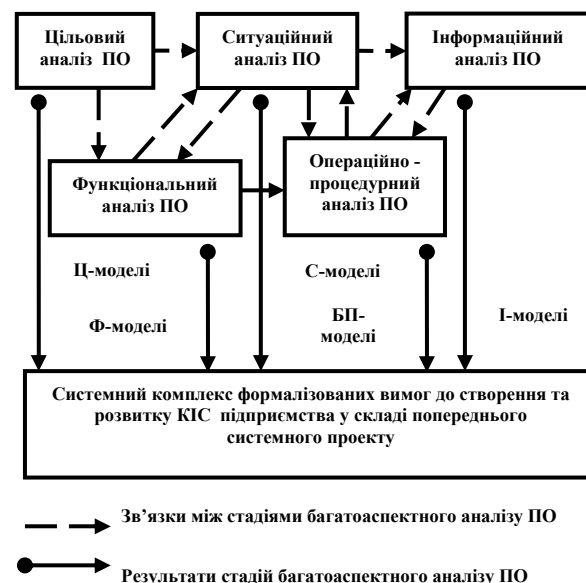 Цільовий
аналіз ПО
Ситуаційний
аналіз ПО
Інформаційний
аналіз ПО
Функціональний
аналіз ПО
Операційно -
процедурний
аналіз ПО
Ц-моделі
С-моделі
Ф-моделі
БП-
моделі
І-моделі
Системний комплекс формалізованих вимог до створення та
розвитку КІС підприємства у складі попереднього
системного проекту
Зв’язки між стадіями багатоаспектного аналізу ПО
Результати стадій багатоаспектного аналізу ПО